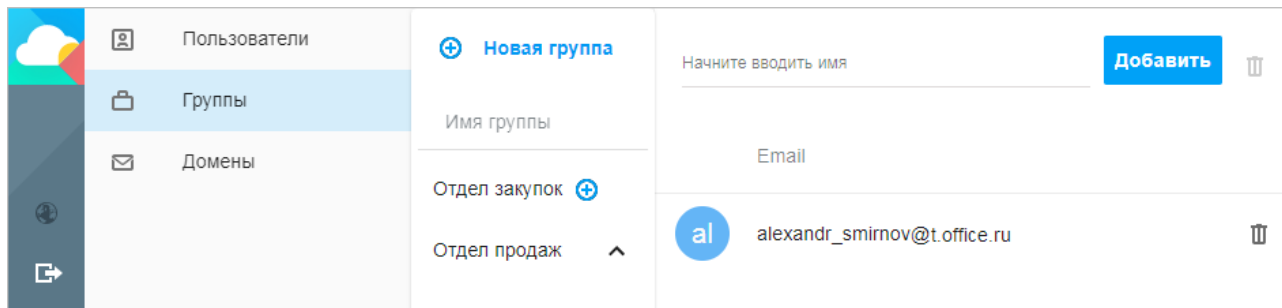 Пользователи
Группы
Домены
Новая группа
Имя группы
Отдел закупок
Отдел продаж
Начните вводить имя
Добавить
Email
al
alexandr_smirnov@t.office.ru